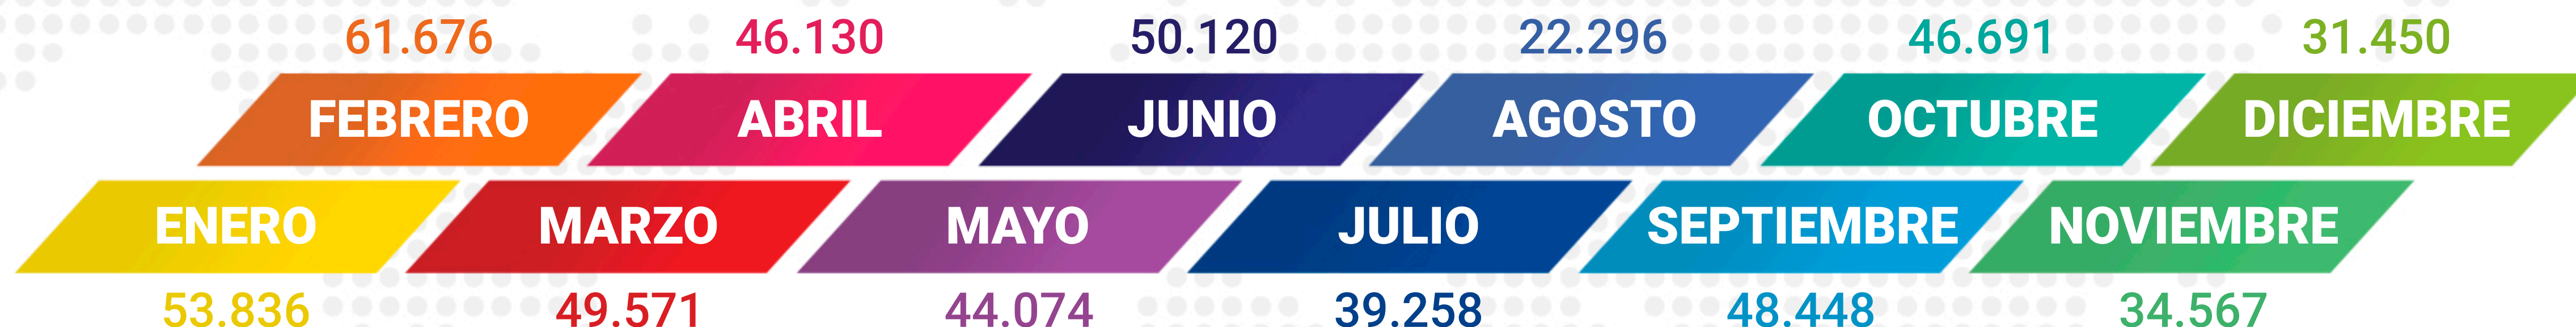 61.676 46.130 50.120 22.296 46.691 31.450
FEBRERO ABRIL JUNIO AGOSTO OCTUBRE DICIEMBRE
ENERO MARZO MAYO JULIO SEPTIEMBRE NOVIEMBRE
53.836 49.571 44.074 39.258 48.448 34.567